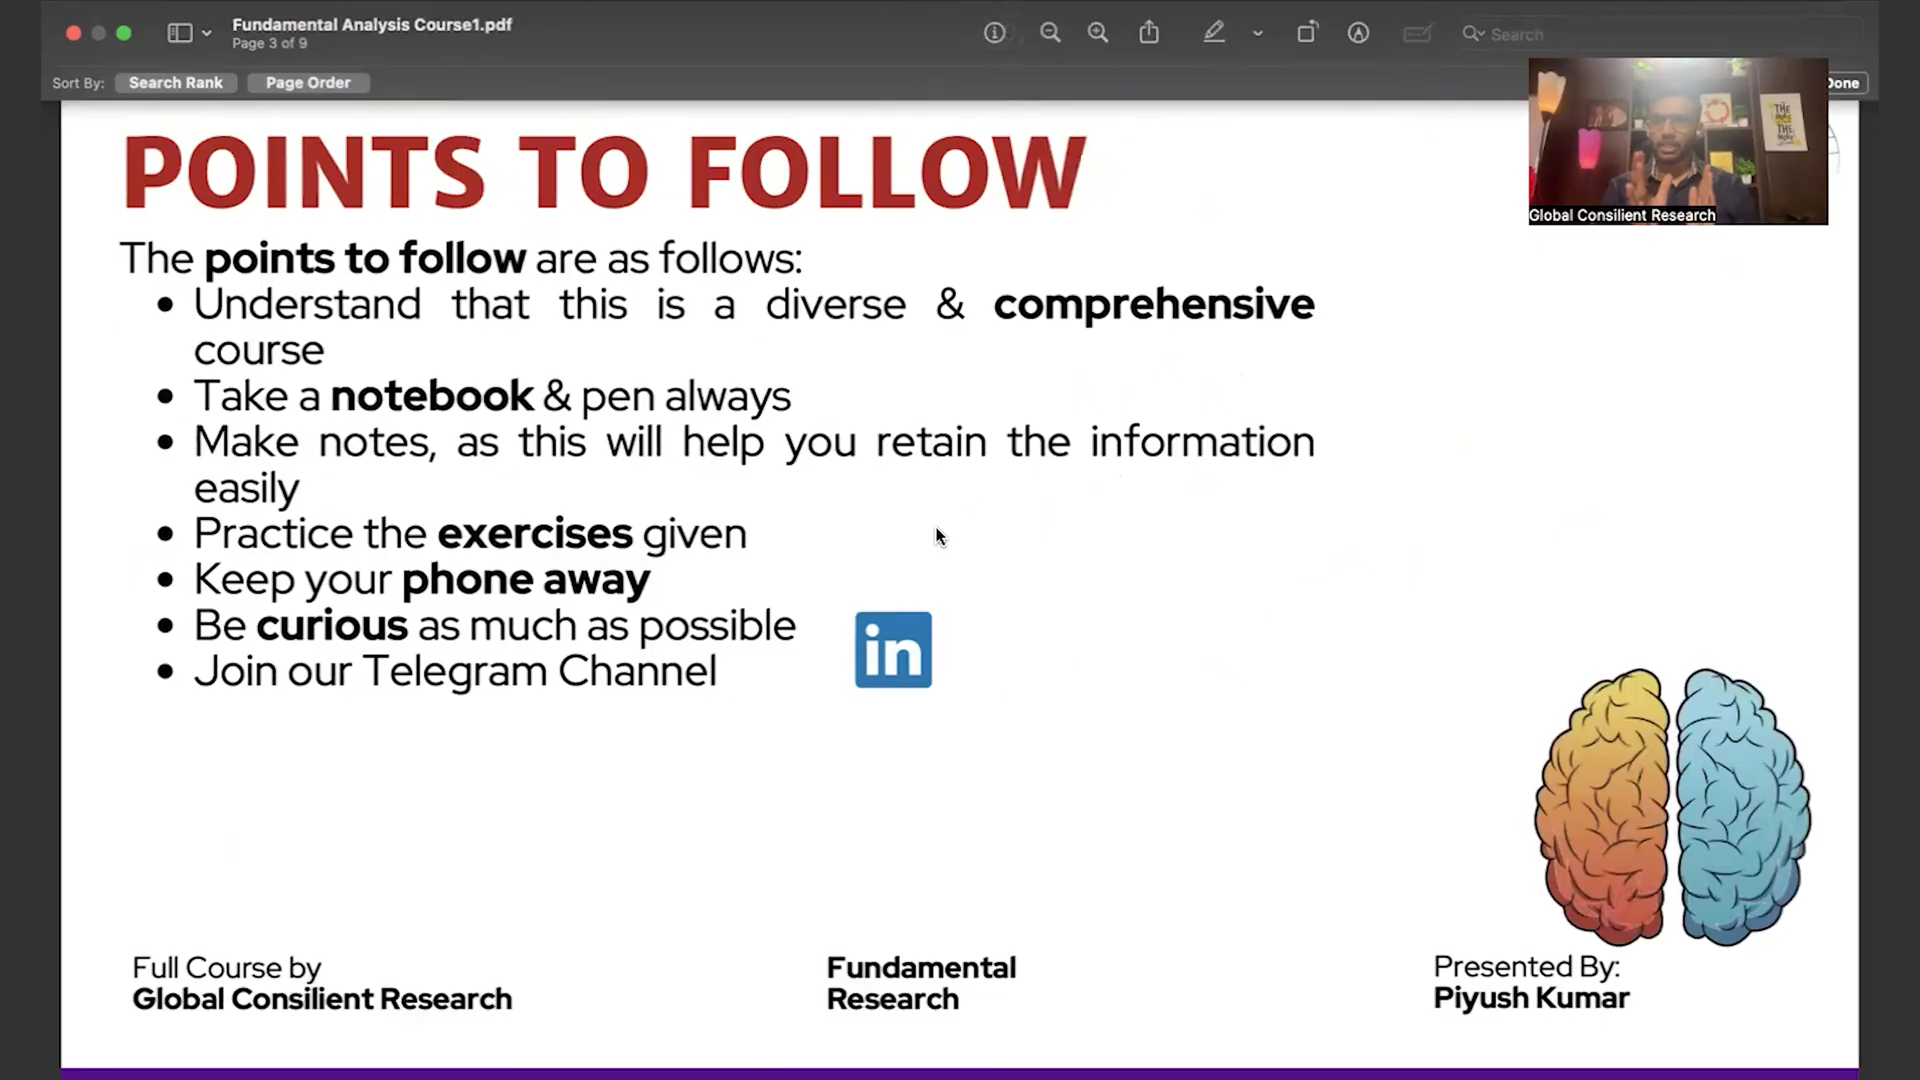 Fundamental Analysis Course1.pdf
Page 3 of 9
Search
Sort By:
Search Rank
Page Order
Done
THE
THE
Global Consilient Research
POINTS TO FOLLOW
The points to follow are as follows:
• Understand that this is a diverse & comprehensive
course
• Take a notebook & pen always
• Make notes, as this will help you retain the information
easily
• Practice the exercises given
• Keep your phone away
• Be curious as much as possible
• Join our Telegram Channel
in
Full Course by
Global Consilient Research
Fundamental
Research
Presented By:
Piyush Kumar